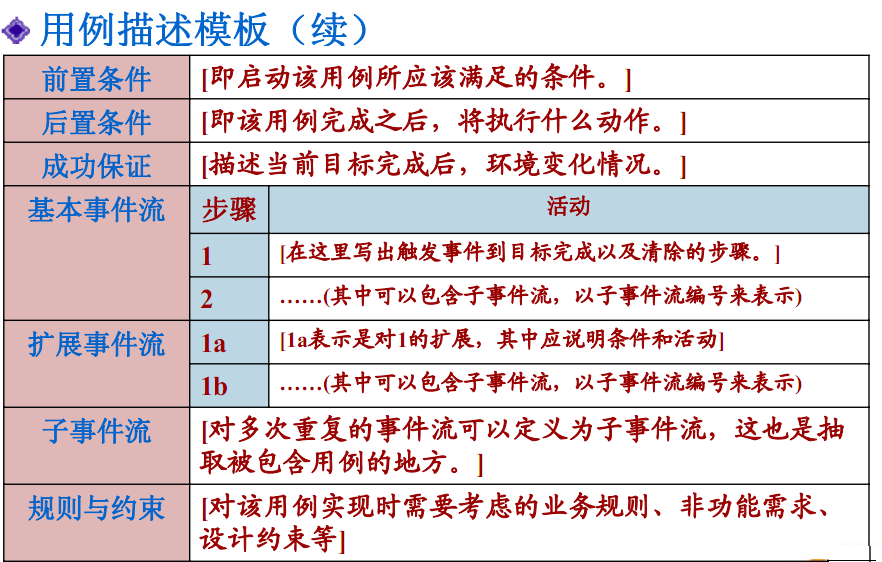 用例描述模板（续）
前置条件
[即启动该用例所应该满足的条件。]
后置条件
[即该用例完成之后，将执行什么动作。]
成功保证
[描述当前目标完成后，环境变化情况。]
基本事件流
步骤
活动
1
[在这里写出触发事件到目标完成以及清除的步骤。]
2
……(其中可以包含子事件流，以子事件流编号来表示)
扩展事件流
1a
[1a表示是对1的扩展，其中应说明条件和活动]
1b
……(其中可以包含子事件流，以子事件流编号来表示)
子事件流
[对多次重复的事件流可以定义为子事件流，这也是抽
取被包含用例的地方。]
规则与约束
[对该用例实现时需要考虑的业务规则、非功能需求、
设计约束等]